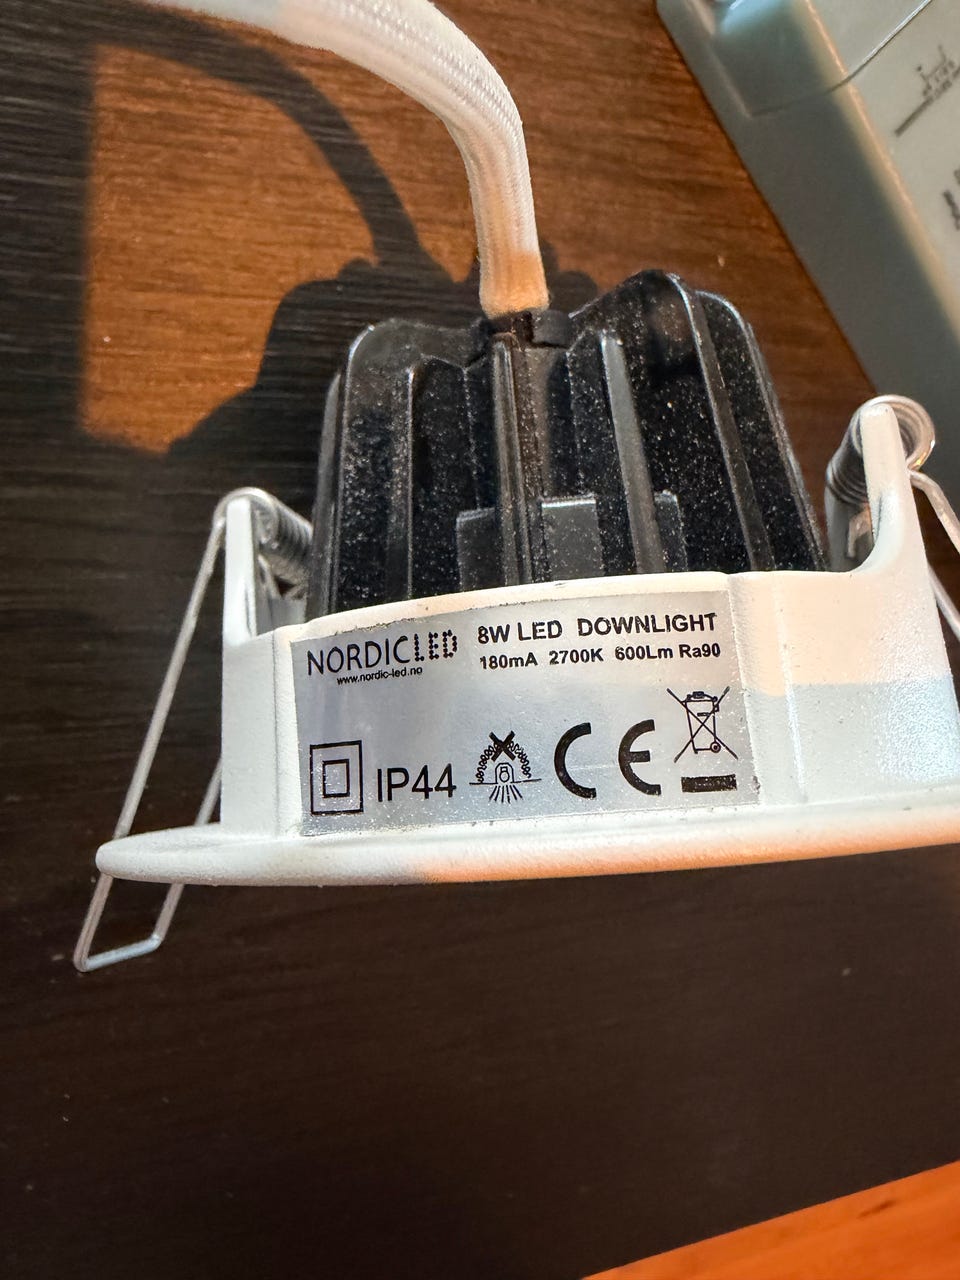 NORDICLED
www.nordic-led.no
8W LED DOWNLIGHT
180mA 2700K 600Lm Ra90
IP44
CE